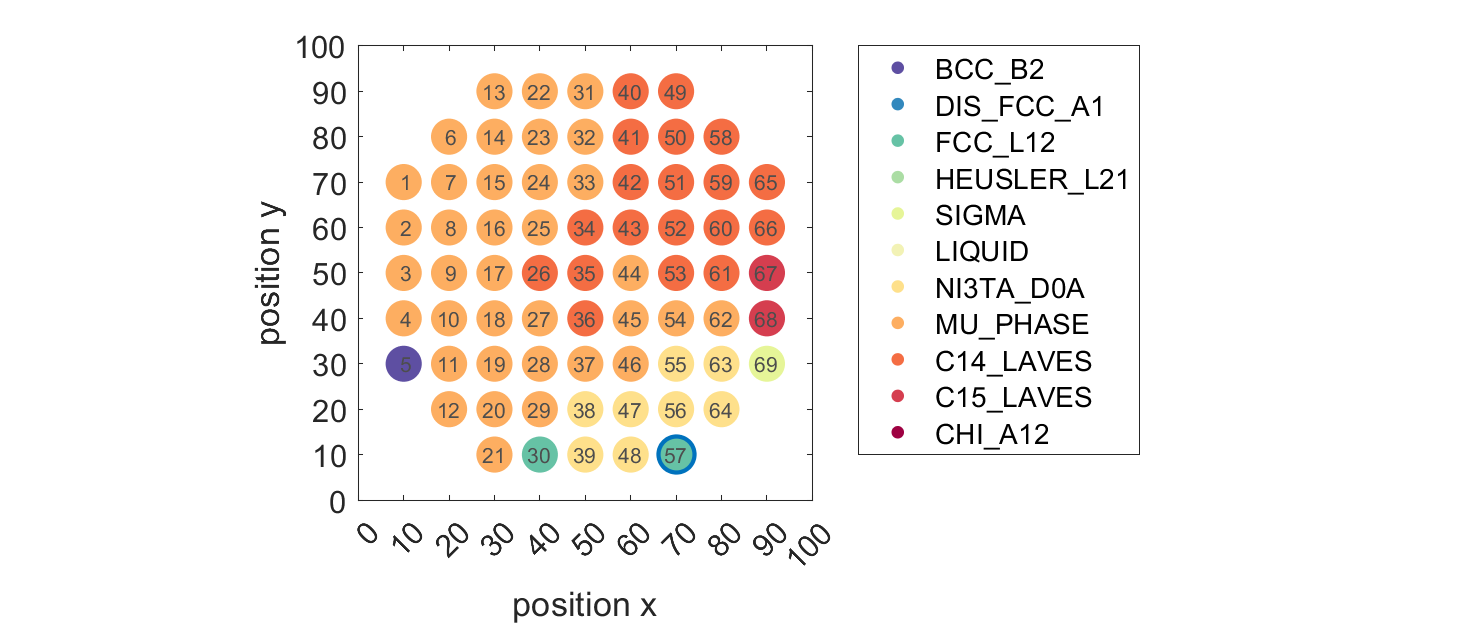 100
90
80
70
60
50
40
30
20
10
0
position y
13 22 31 40 49
6 14 23 32 41 50 58
1 7 15 24 33 42 51 59 65
2 8 16 25 34 43 52 60 66
3 9 17 26 35 44 53 61 67
4 10 18 27 36 45 54 62 68
5 11 19 28 37 46 55 63 69
12 20 29 38 47 56 64
21 30 39 48 57
0 10 20 30 40 50 60 70 80 90 100
position x
BCC_B2
DIS_FCC_A1
FCC_L12
HEUSLER_L21
SIGMA
LIQUID
NI3TA_D0A
MU_PHASE
C14_LAVES
C15_LAVES
CHI_A12